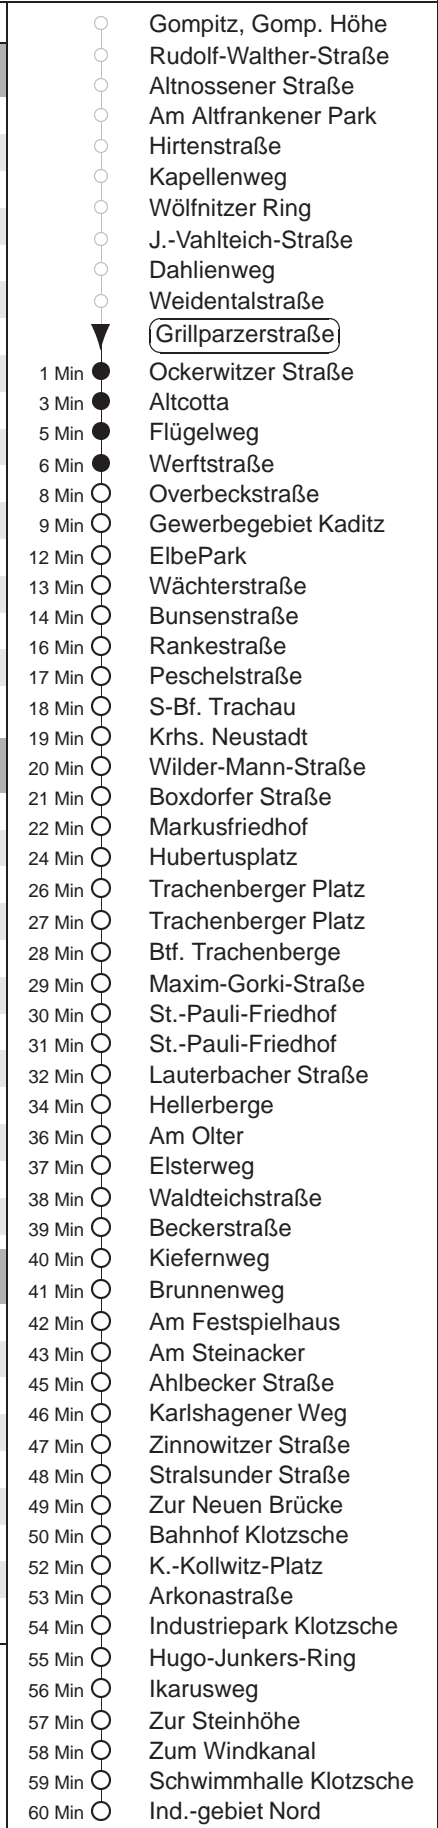 Gompitz, Gomp. Höhe
Rudolf-Walther-Straße
Altnossener Straße
Am Altfrankener Park
Hirtenstraße
Kapellenweg
Wölfnitzer Ring
J.-Vahlteich-Straße
Dahlienweg
Weidentalstraße
Grillparzerstraße
1 Min Ockerwitzer Straße
3 Min Altcotta
5 Min Flügelweg
6 Min Werftstraße
8 Min Overbeckstraße
9 Min Gewerbegebiet Kaditz
12 Min ElbePark
13 Min Wächterstraße
14 Min Bunsenstraße
16 Min Rankestraße
17 Min Peschelstraße
18 Min S-Bf. Trachau
19 Min Krhs. Neustadt
20 Min Wilder-Mann-Straße
21 Min Boxdorfer Straße
22 Min Markusfriedhof
24 Min Hubertusplatz
26 Min Trachenberger Platz
27 Min Trachenberger Platz
28 Min Btf. Trachenberge
29 Min Maxim-Gorki-Straße
30 Min St.-Pauli-Friedhof
31 Min St.-Pauli-Friedhof
32 Min Lauterbacher Straße
34 Min Hellerberge
36 Min Am Olter
37 Min Elsterweg
38 Min Waldteichstraße
39 Min Beckerstraße
40 Min Kiefernweg
41 Min Brunnenweg
42 Min Am Festspielhaus
43 Min Am Steinacker
45 Min Ahlbecker Straße
46 Min Karlshagener Weg
47 Min Zinnowitzer Straße
48 Min Stralsunder Straße
49 Min Zur Neuen Brücke
50 Min Bahnhof Klotzsche
52 Min K.-Kollwitz-Platz
53 Min Arkonastraße
54 Min Industriepark Klotzsche
55 Min Hugo-Junkers-Ring
56 Min Ikarusweg
57 Min Zur Steinhöhe
58 Min Zum Windkanal
59 Min Schwimmhalle Klotzsche
60 Min Ind.-gebiet Nord